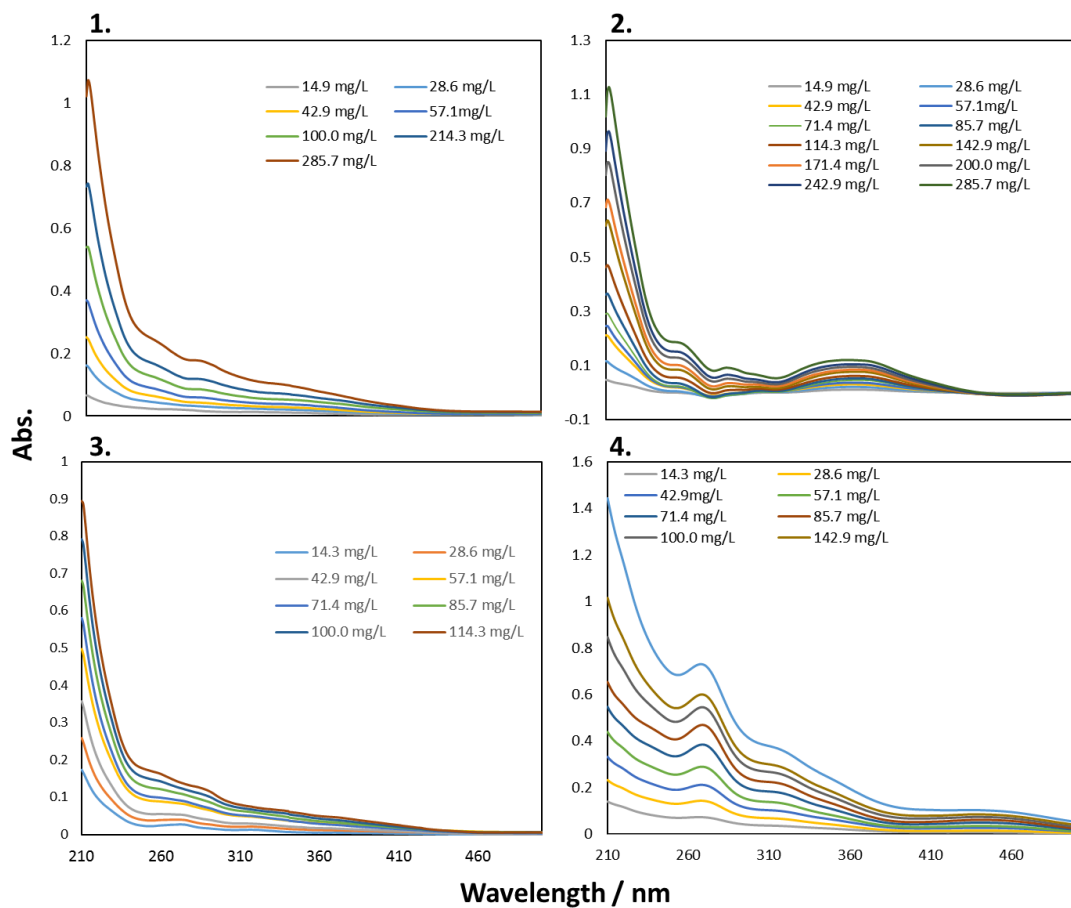 1.
1.2
1
0.8
0.6
0.4
0.2
0
14.9 mg/L 28.6 mg/L
42.9 mg/L 57.1mg/L
100.0 mg/L 214.3 mg/L
285.7 mg/L
2.
1.3
1.1
0.9
0.7
0.5
0.3
0.1
-0.1
14.9 mg/L 28.6 mg/L
42.9 mg/L 57.1mg/L
71.4 mg/L 85.7 mg/L
114.3 mg/L 142.9 mg/L
171.4 mg/L 200.0 mg/L
242.9 mg/L 285.7 mg/L
Abs.
3.
1
0.9
0.8
0.7
0.6
0.5
0.4
0.3
0.2
0.1
0
14.3 mg/L 28.6 mg/L
42.9 mg/L 57.1 mg/L
71.4 mg/L 85.7 mg/L
100.0 mg/L 114.3 mg/L
210 260 310 360 410 460
4.
1.6
1.4
1.2
1
0.8
0.6
0.4
0.2
0
14.3 mg/L 28.6 mg/L
42.9mg/L 57.1 mg/L
71.4 mg/L 85.7 mg/L
100.0 mg/L 142.9 mg/L
210 260 310 360 410 460
Wavelength / nm